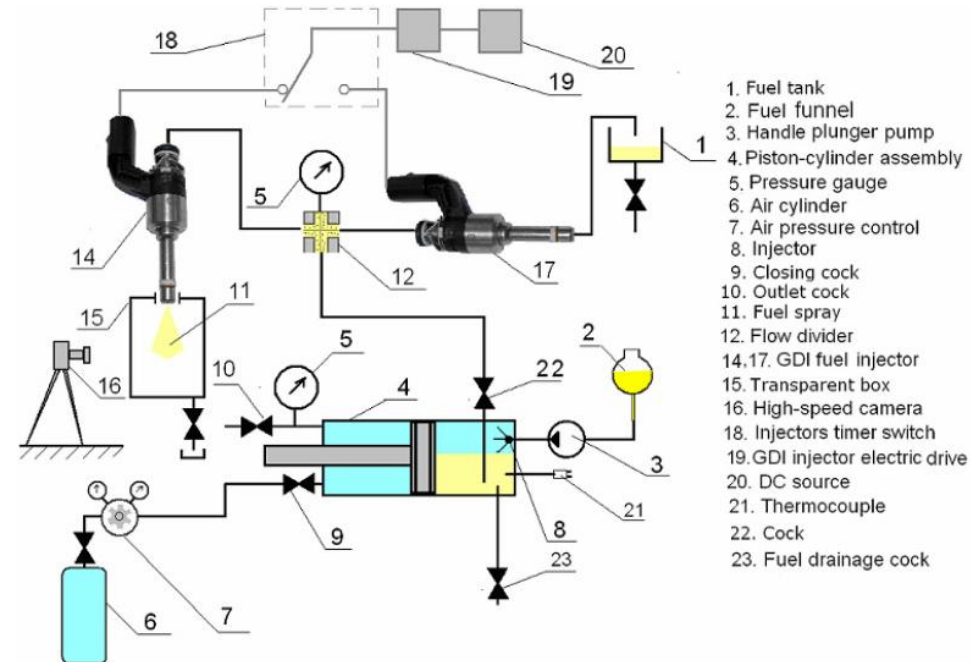 18
19
20
1
5
14
12
17
15
11
16
10
5
4
22
2
3
21
9
8
23
6
7
1. Fuel tank
2. Fuel funnel
3. Handle plunger pump
4. Piston-cylinder assembly
5. Pressure gauge
6. Air cylinder
7. Air pressure control
8. Injector
9. Closing cock
10. Outlet cock
11. Fuel spray
12. Flow divider
14,17. GDI fuel injector
15. Transparent box
16. High-speed camera
18. Injectors timer switch
19. GDI injector electric drive
20. DC source
21. Thermocouple
22. Cock
23. Fuel drainage cock